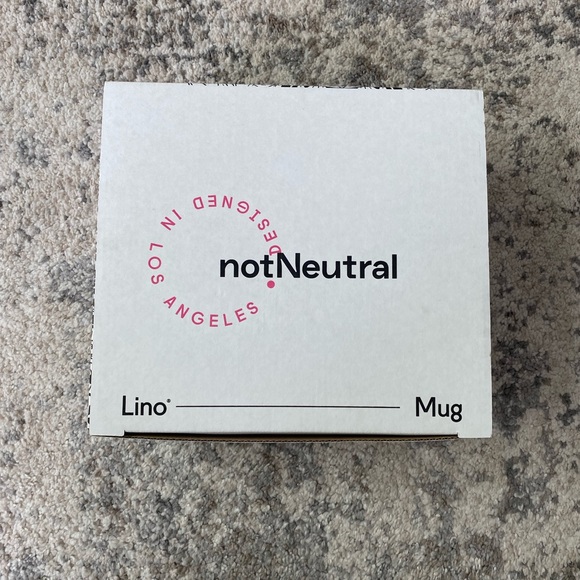 DESIGNED IN LOS ANGELES
notNeutral
Lino® Mug